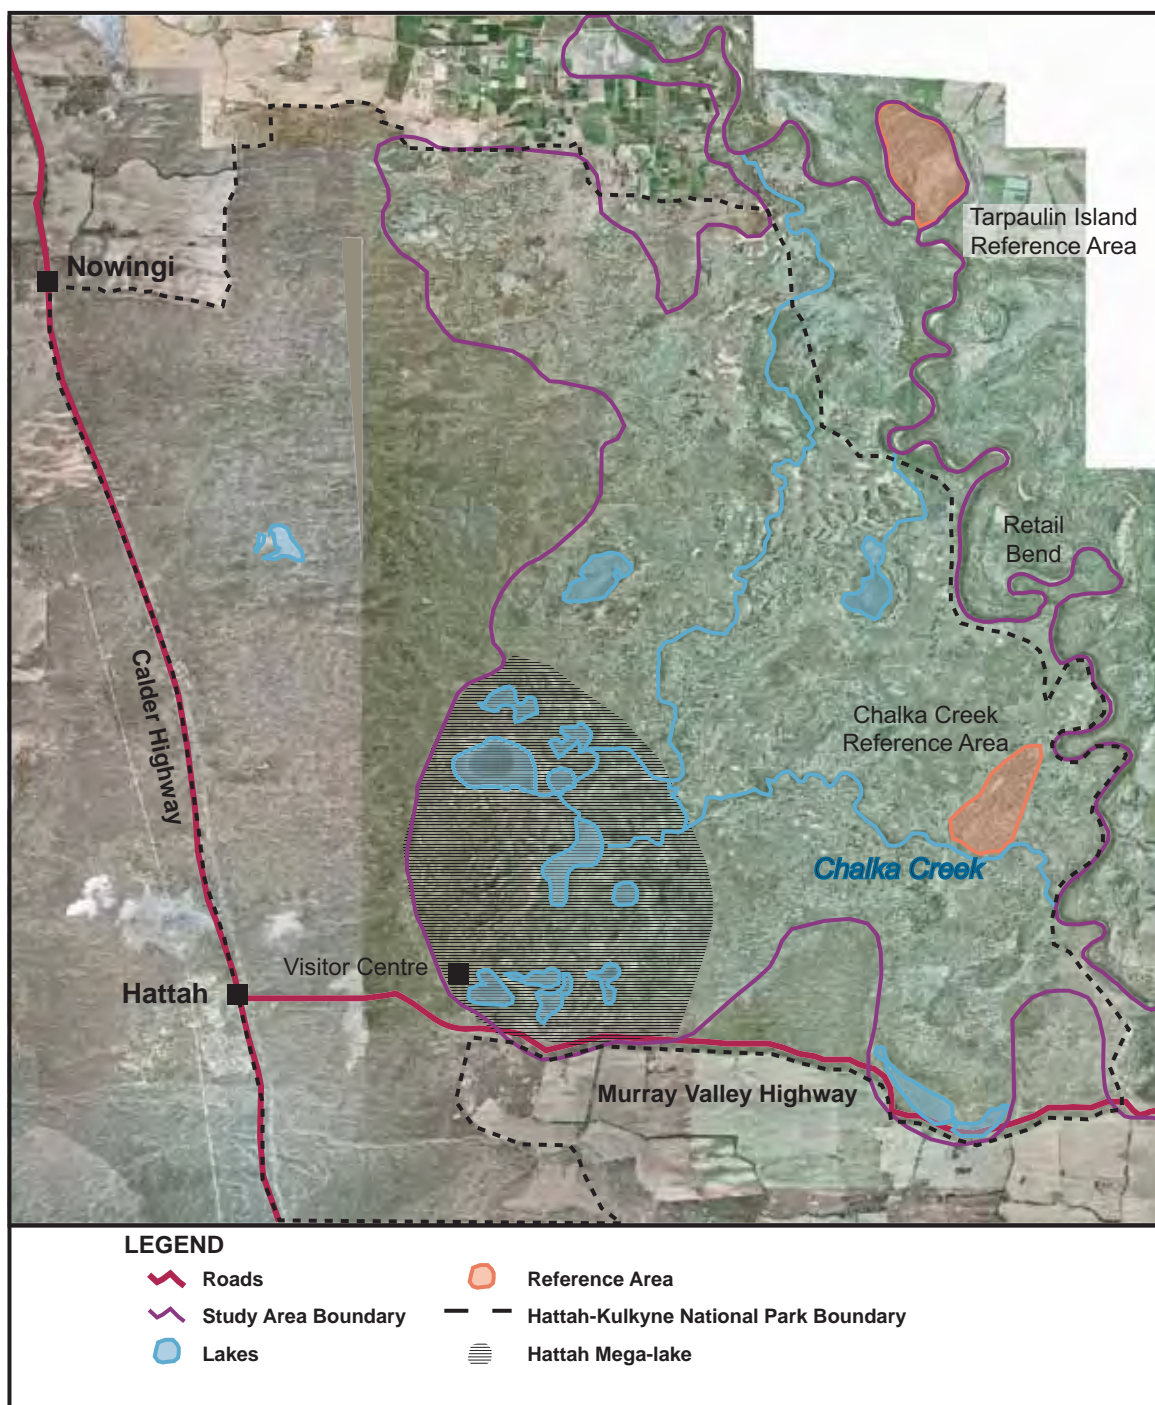 Tarpaulin Island
Reference Area
Nowingi
Retail
Bend
Calder Highway
Chalka Creek
Reference Area
Chalka Creek
Visitor Centre
Hattah
Murray Valley Highway
LEGEND
Roads
Reference Area
Study Area Boundary
Hattah-Kulkyne National Park Boundary
Lakes
Hattah Mega-lake